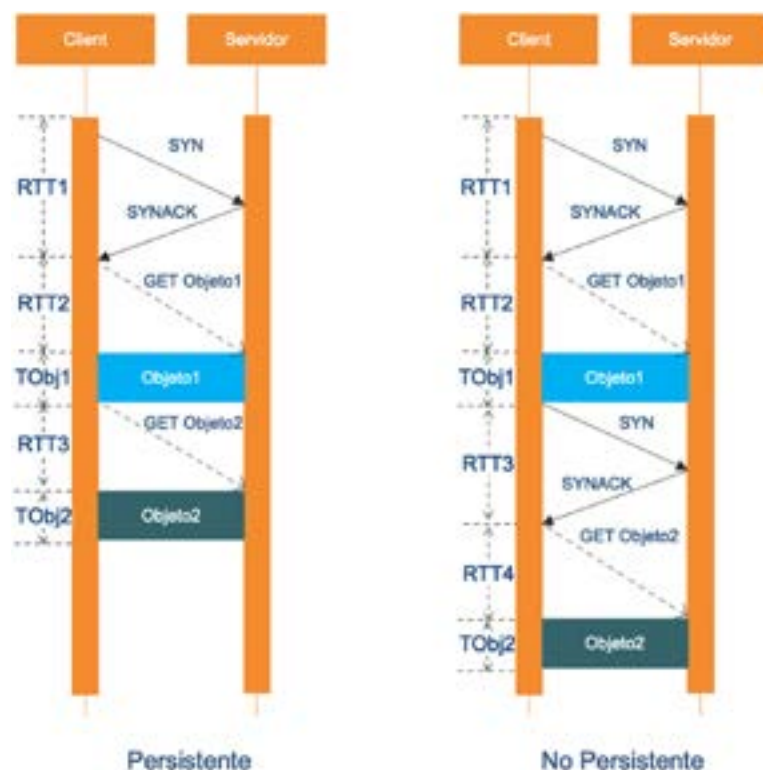 Client
Servidor
RTT1
SYN
SYNACK
RTT2
GET Objeto1
TObj1
Objeto1
RTT3
GET Objeto2
TObj2
Objeto2
Persistente
Client
Servidor
RTT1
SYN
SYNACK
RTT2
GET Objeto1
TObj1
Objeto1
RTT3
SYN
SYNACK
RTT4
GET Objeto2
TObj2
Objeto2
No Persistente